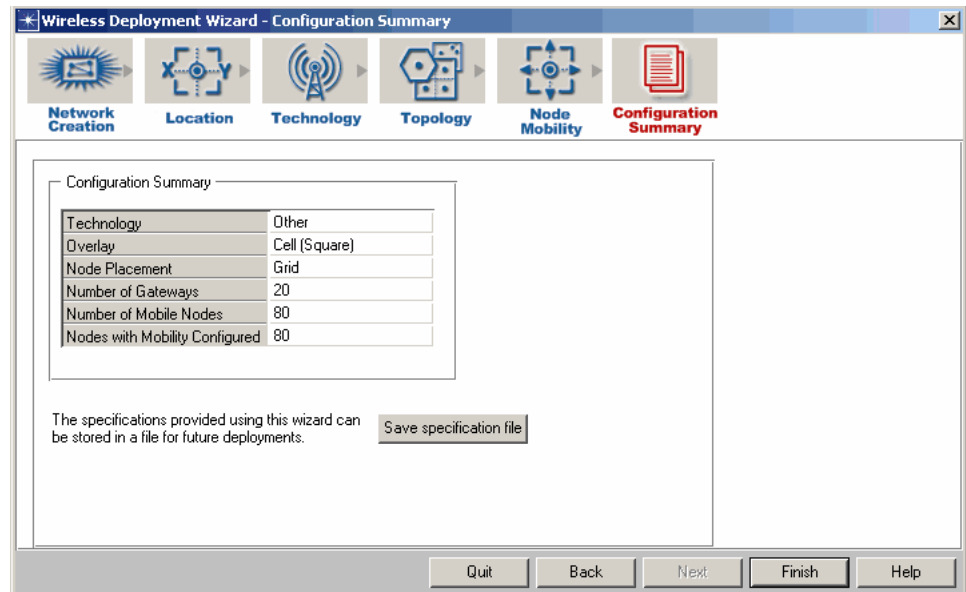 Wireless Deployment Wizard - Configuration Summary
X Y
Network Creation
Location
Technology
Topology
Node Mobility
Configuration Summary
Configuration Summary
Technology Other
Overlay Cell (Square)
Node Placement Grid
Number of Gateways 20
Number of Mobile Nodes 80
Nodes with Mobility Configured 80
The specifications provided using this wizard can
be stored in a file for future deployments.
Save specification file
Quit Back Next Finish Help